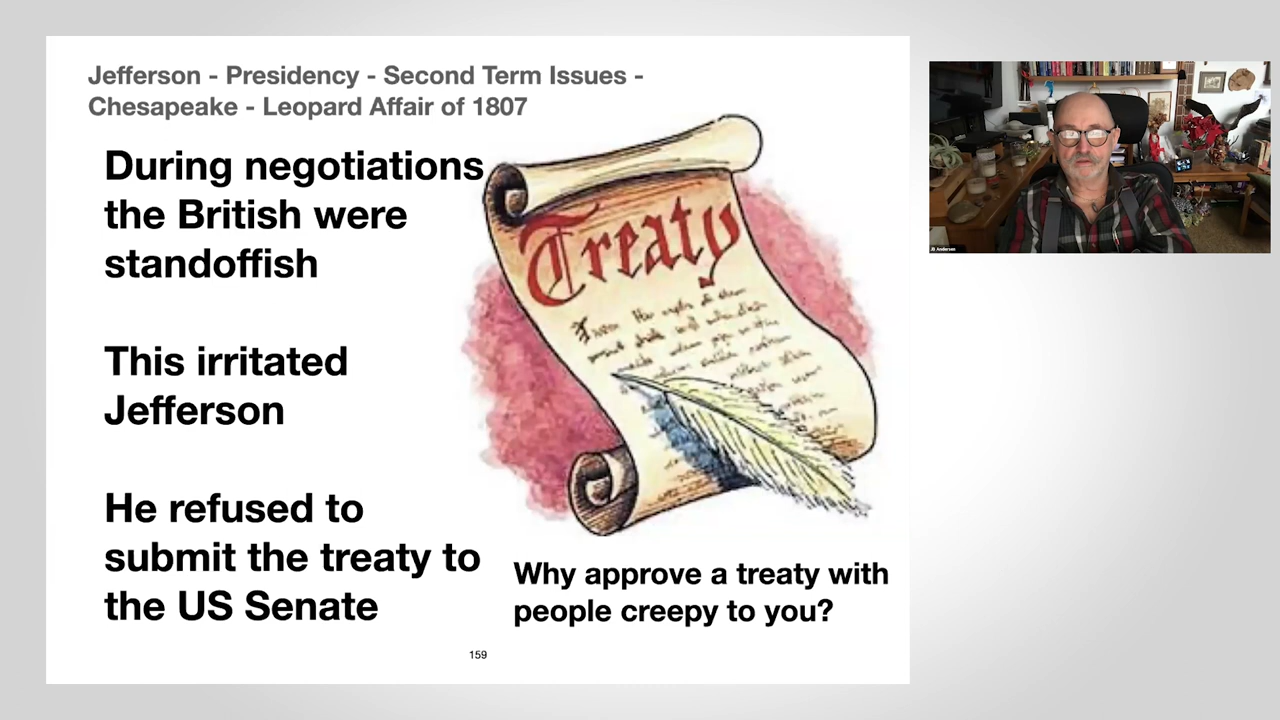 Jefferson - Presidency - Second Term Issues -
Chesapeake - Leopard Affair of 1807
During negotiations
the British were
standoffish
This irritated
Jefferson
He refused to
submit the treaty to
the US Senate
Treaty
Why approve a treaty with
people creepy to you?
159